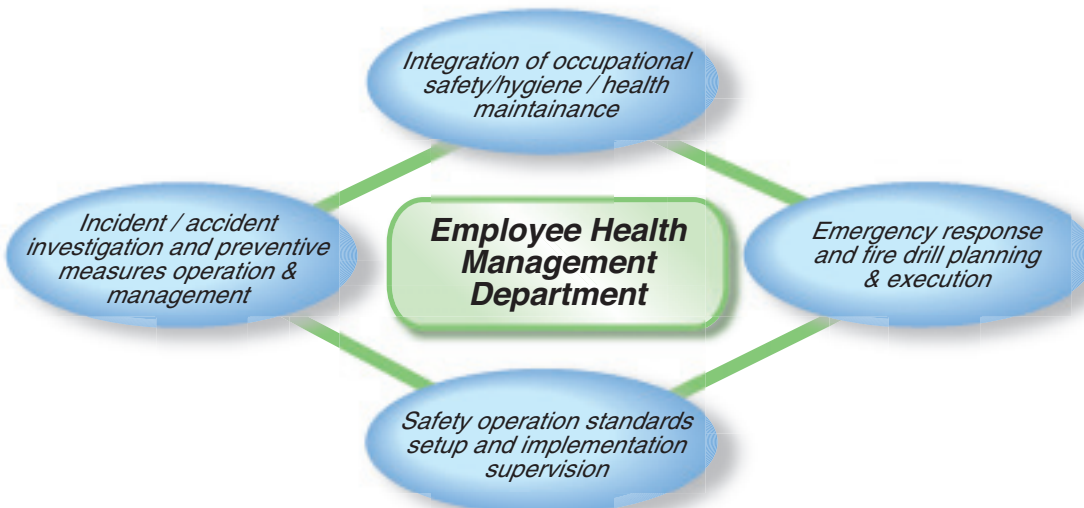 Integration of occupational
safety/hygiene / health
maintainance
Incident / accident
investigation and preventive
measures operation &
management
Employee Health
Management
Department
Emergency response
and fire drill planning
& execution
Safety operation standards
setup and implementation
supervision